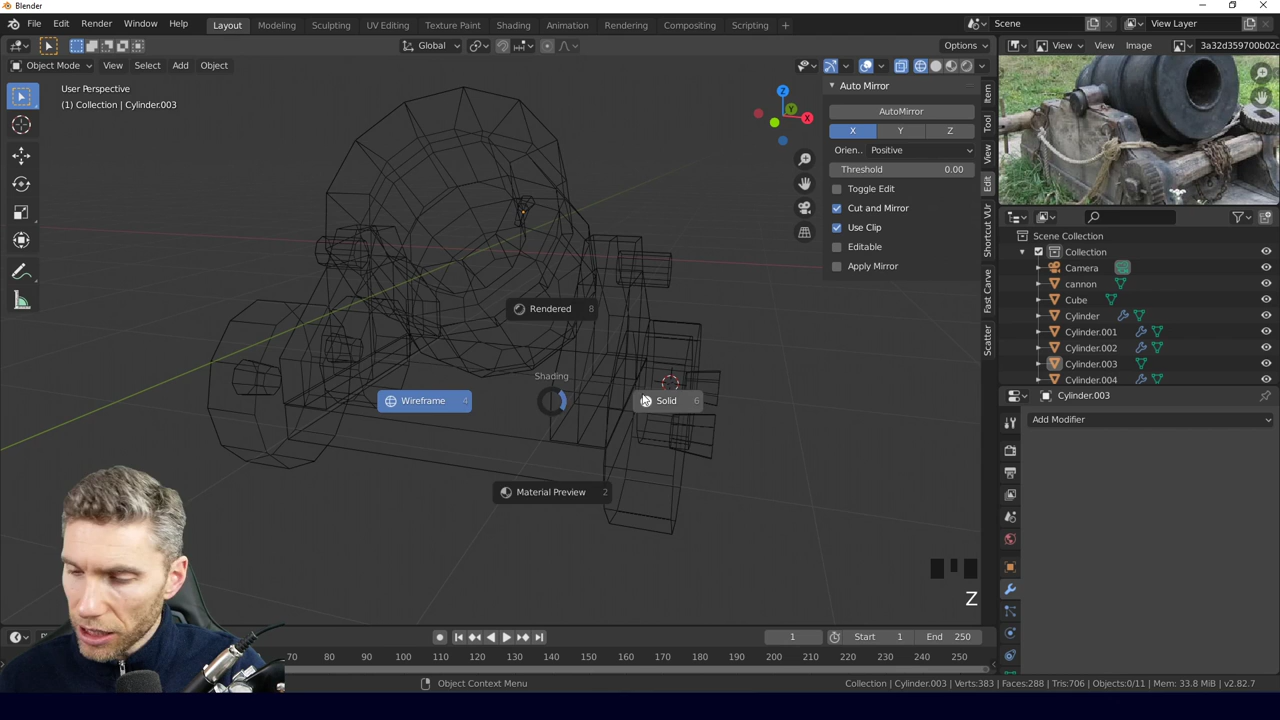 Blender
File Edit Render Window Help Layout Modeling Sculpting UV Editing Texture Paint Shading Animation Rendering Compositing Scripting Scene View Layer
Global Options View View Image 3a32d359700b02c
Object Mode View Select Add Object
User Perspective
(1) Collection | Cylinder.003
Z
Y
X
Auto Mirror
AutoMirror
X Y Z
Orien.. Positive
Threshold 0.00
Toggle Edit
Cut and Mirror
Use Clip
Editable
Apply Mirror
Item
Tool
View
Edit
Shortcut VUr
Fast Carve
Scatter
Scene Collection
Collection
Camera
cannon
Cube
Cylinder
Cylinder.001
Cylinder.002
Cylinder.003
Cylinder.004
Cylinder.003
Add Modifier
Rendered 8
Shading
Wireframe 4
Solid 6
Material Preview 2
Z
1 Start 1 End 250
70 80 90 100 110 120 130 140 150 160 170 180 190 200 210 220 230 240 250
Object Context Menu
Collection | Cylinder.003 | Verts:383 | Faces:288 | Tris:706 | Objects:0/11 | Mem: 33.8 MiB | v2.82.7